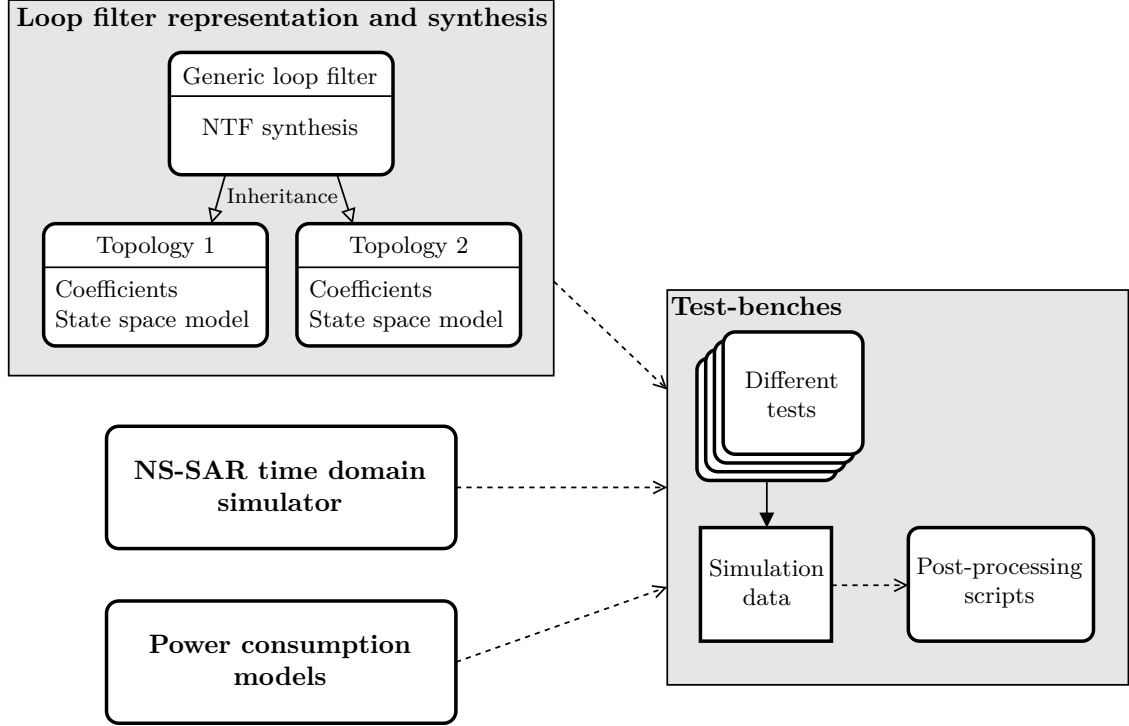 Loop filter representation and synthesis
Generic loop filter
NTF synthesis
Inheritance
Topology 1
Coefficients
State space model
Topology 2
Coefficients
State space model
NS-SAR time domain
simulator
Power consumption
models
Test-benches
Different
tests
Simulation
data
Post-processing
scripts